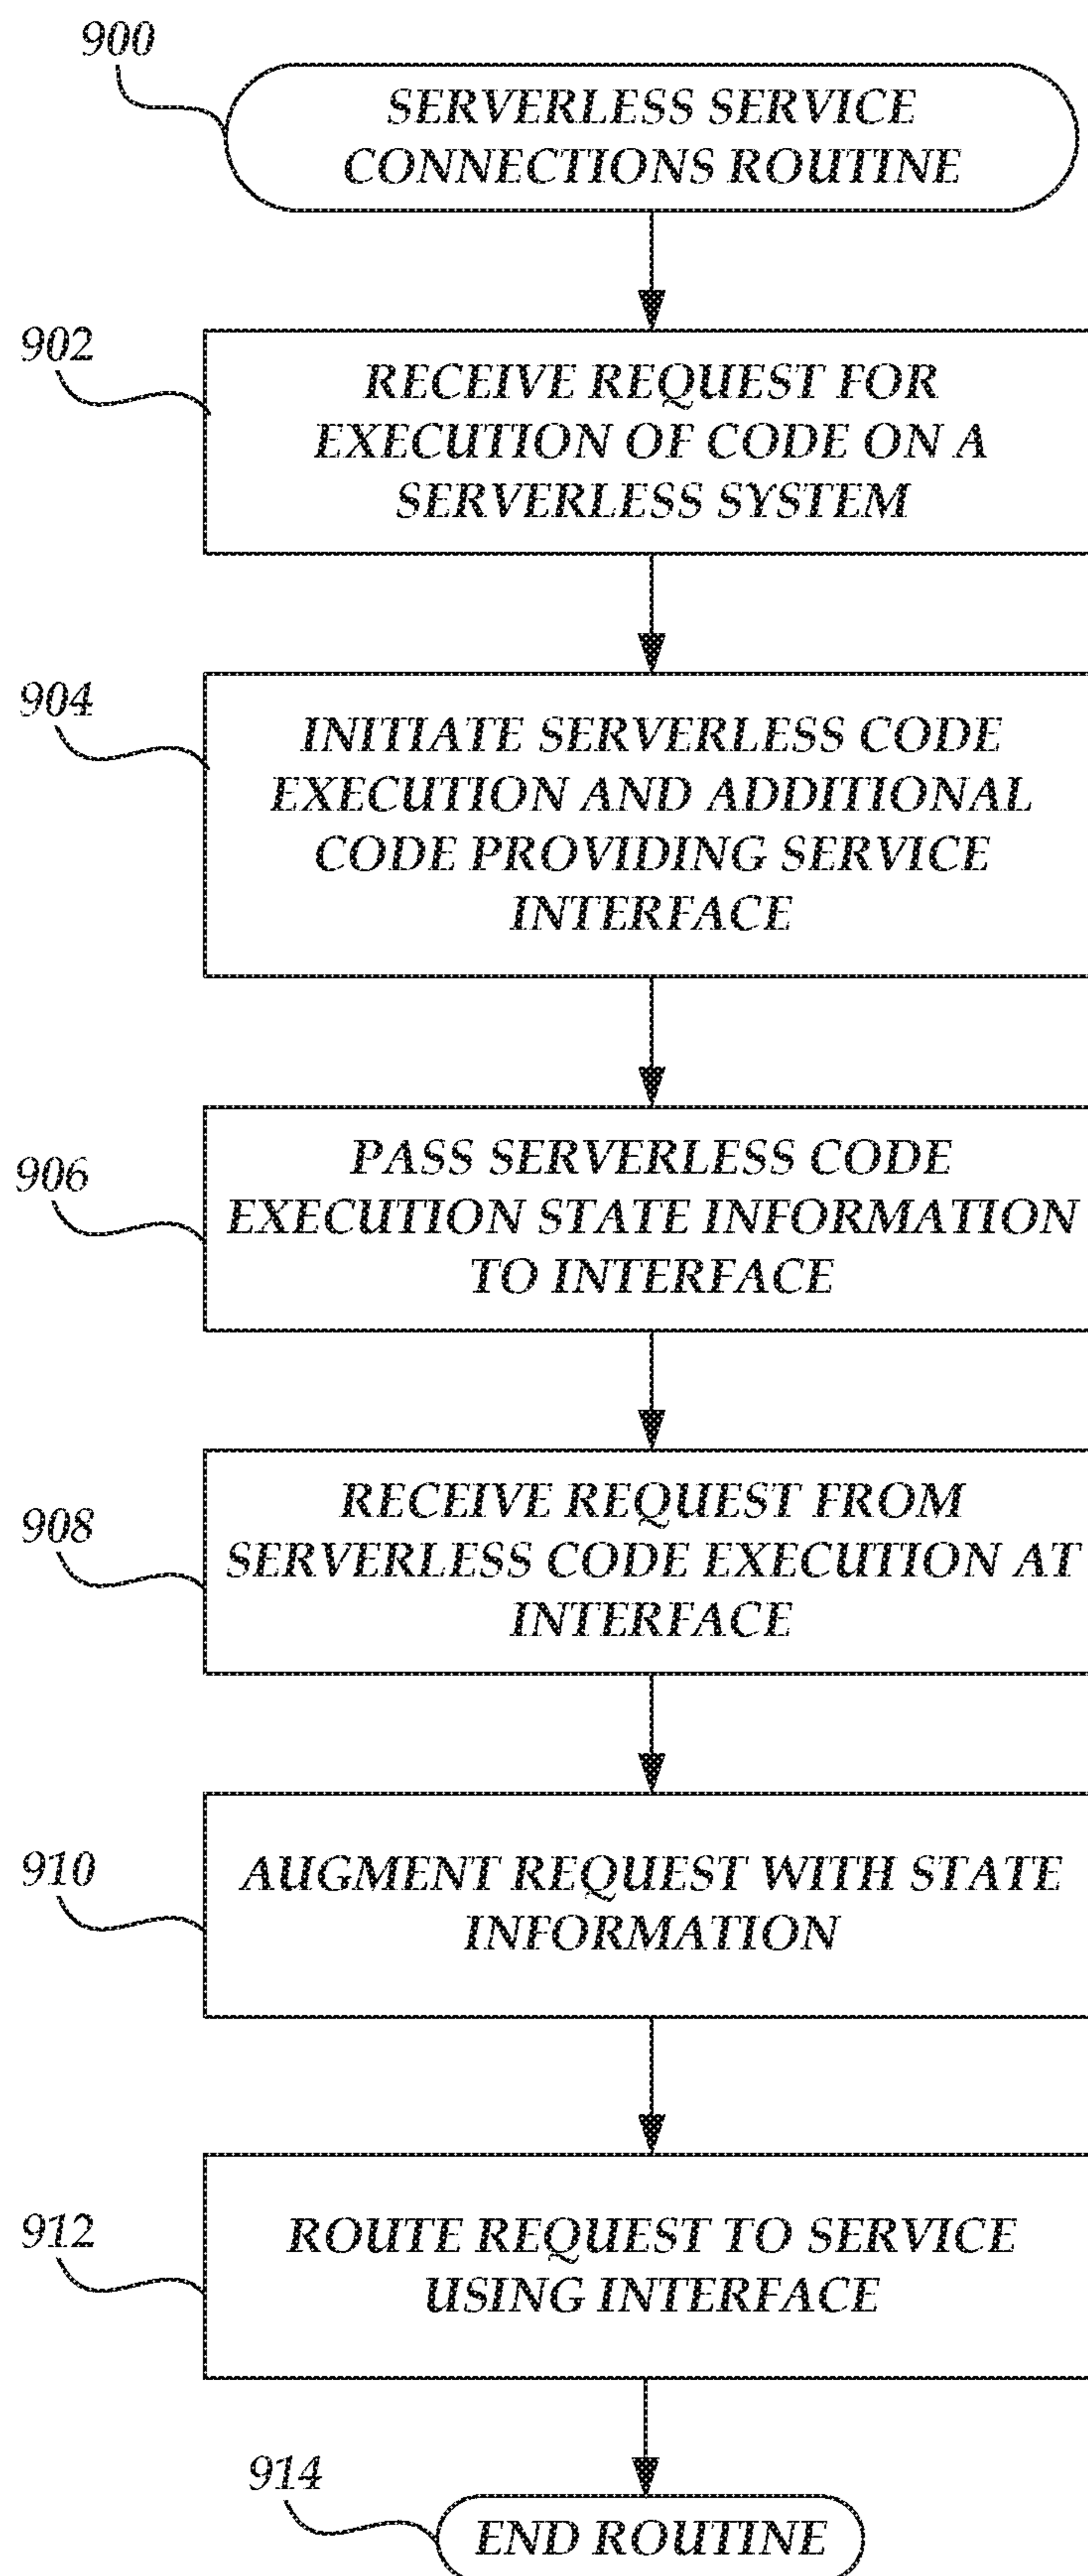 900
SERVERLESS SERVICE
CONNECTIONS ROUTINE
902
RECEIVE REQUEST FOR
EXECUTION OF CODE ON A
SERVERLESS SYSTEM
904
INITIATE SERVERLESS CODE
EXECUTION AND ADDITIONAL
CODE PROVIDING SERVICE
INTERFACE
906
PASS SERVERLESS CODE
EXECUTION STATE INFORMATION
TO INTERFACE
908
RECEIVE REQUEST FROM
SERVERLESS CODE EXECUTION AT
INTERFACE
910
AUGMENT REQUEST WITH STATE
INFORMATION
912
ROUTE REQUEST TO SERVICE
USING INTERFACE
914
END ROUTINE